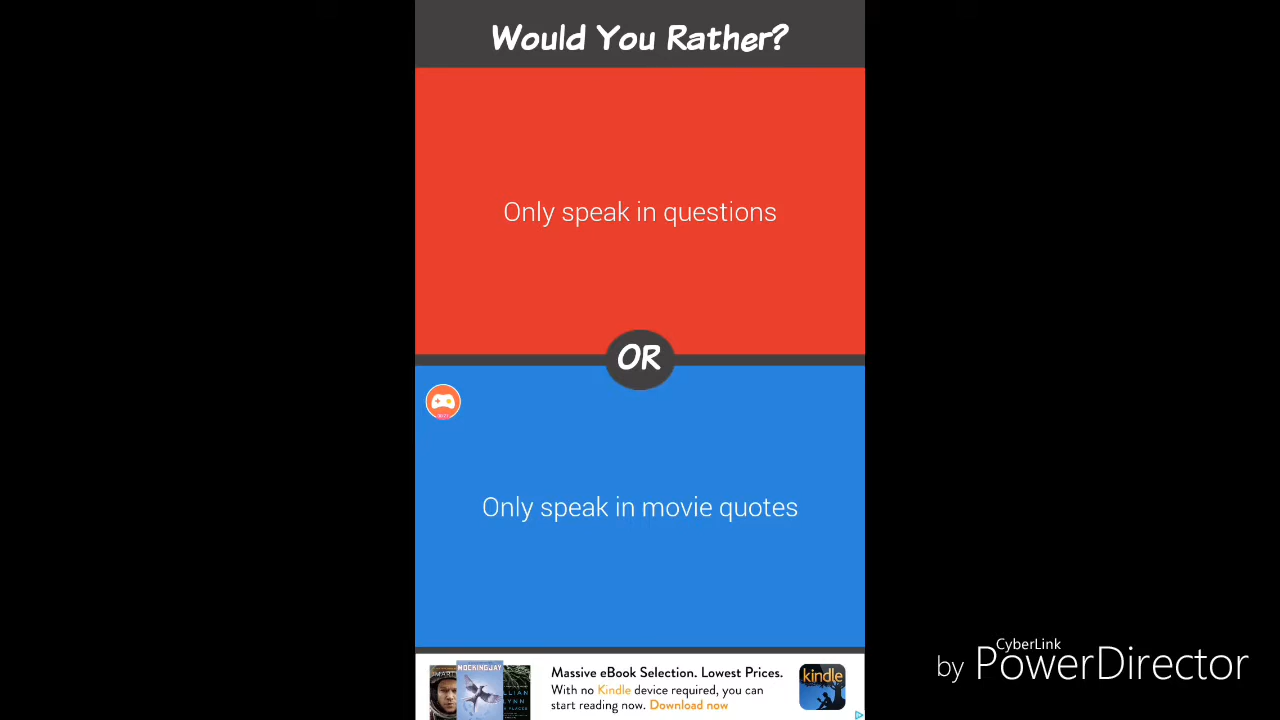 Would You Rather?
Only speak in questions
OR
Only speak in movie quotes
MOCKINGJAY
Massive eBook Selection. Lowest Prices.
With no Kindle device required, you can
start reading now. Download now
kindle
CyberLink
by PowerDirector